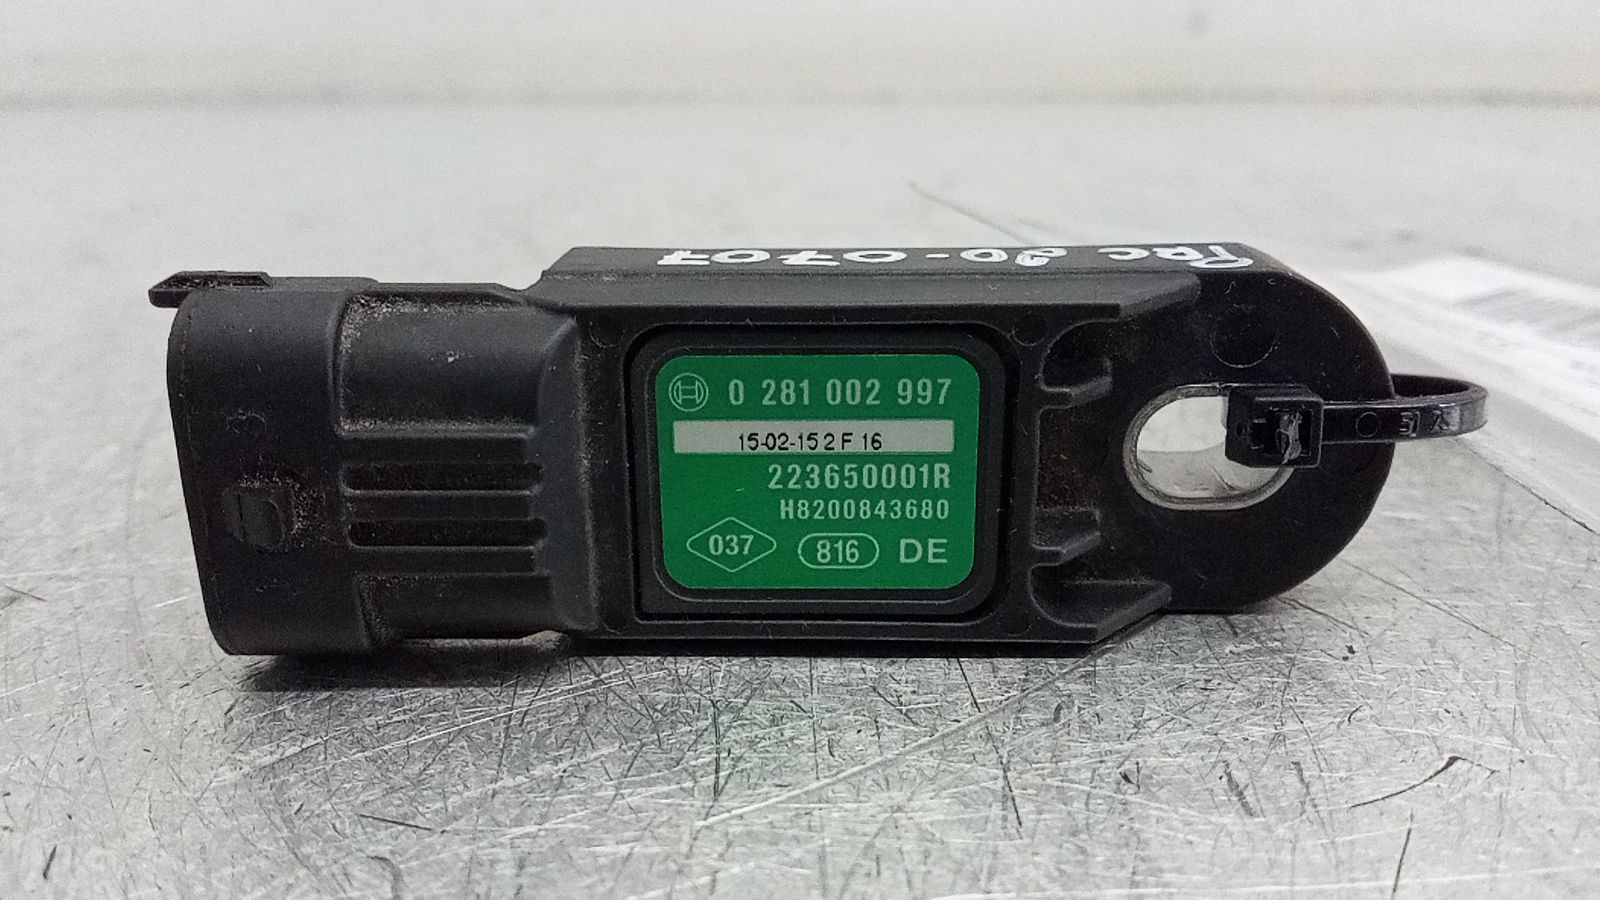 0 281 002 997
15-02-15 2 F 16
223650001R
H8200843680
037 816 DE